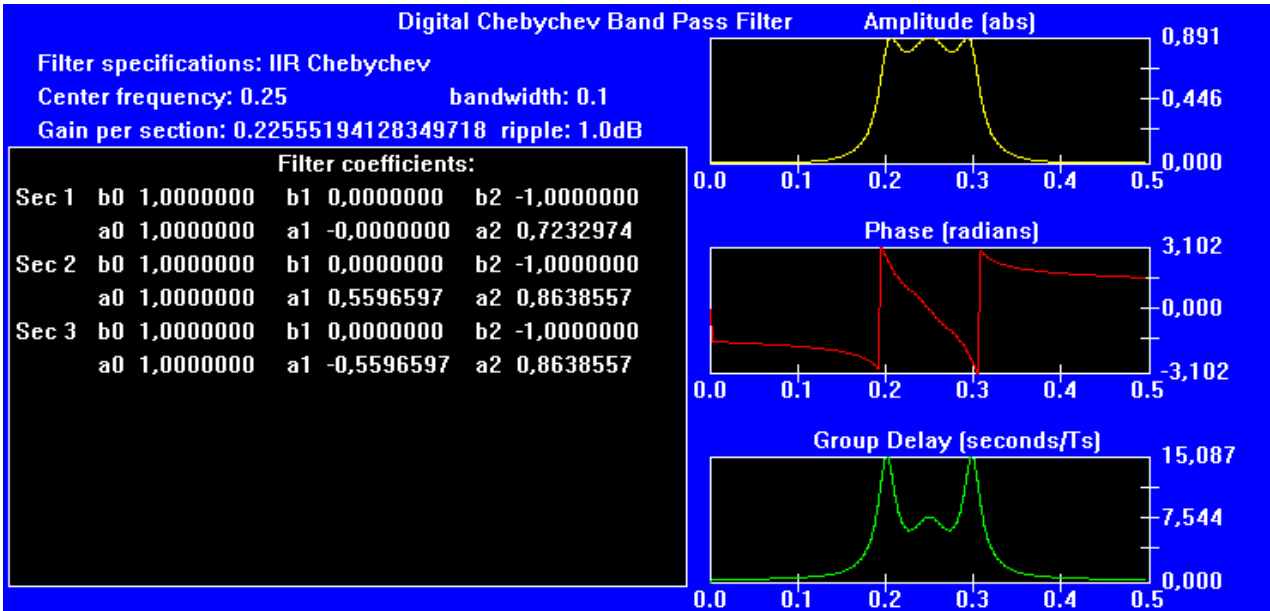 Digital Chebychev Band Pass Filter
Filter specifications: IIR Chebychev
Center frequency: 0.25 bandwidth: 0.1
Gain per section: 0.22555194128349718 ripple: 1.0dB
Filter coefficients:
Sec 1 b0 1,0000000 b1 0,0000000 b2 -1,0000000
a0 1,0000000 a1 -0,0000000 a2 0,7232974
Sec 2 b0 1,0000000 b1 0,0000000 b2 -1,0000000
a0 1,0000000 a1 0,5596597 a2 0,8638557
Sec 3 b0 1,0000000 b1 0,0000000 b2 -1,0000000
a0 1,0000000 a1 -0,5596597 a2 0,8638557
Amplitude (abs)
0,891
0,446
0,000
0.0 0.1 0.2 0.3 0.4 0.5
Phase (radians)
3,102
0,000
-3,102
0.0 0.1 0.2 0.3 0.4 0.5
Group Delay (seconds/Ts)
15,087
7,544
0,000
0.0 0.1 0.2 0.3 0.4 0.5